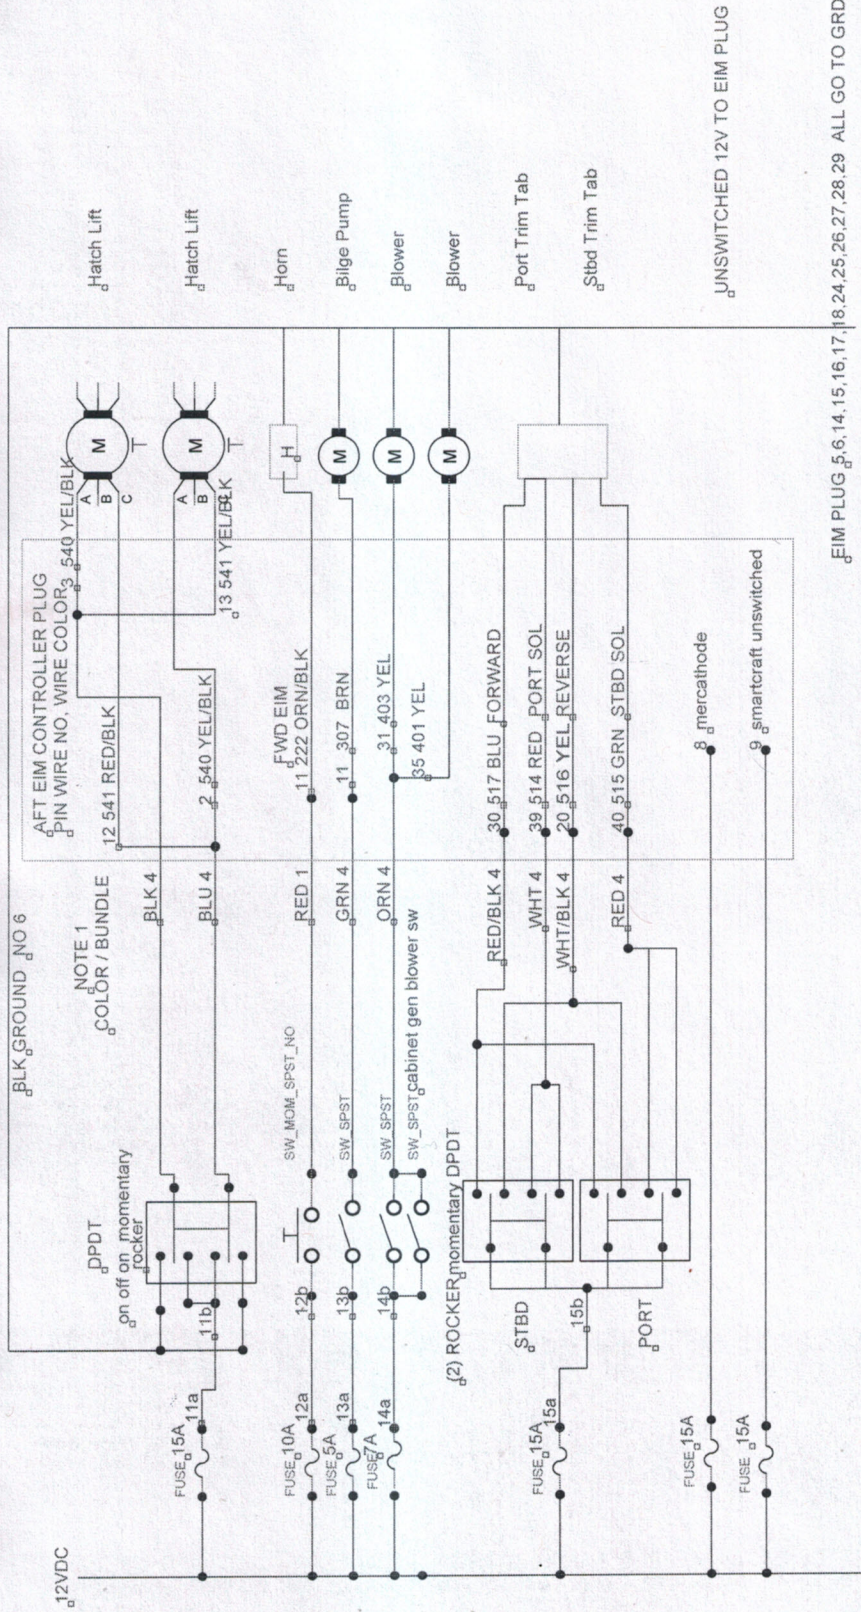 12VDC
BLK GROUND NO 6
NOTE 1
COLOR / BUNDLE
AFT EIM CONTROLLER PLUG
PIN WIRE NO, WIRE COLOR
DPDT
on off on momentary
rocker
FUSE 15A
11a
11b
BLK 4
BLU 4
12 541 RED/BLK
2 540 YEL/BLK
3 540 YEL/BLK
13 541 YEL/BLK
A
B
C
M
T
Hatch Lift
A
B
C
M
T
Hatch Lift
FUSE 10A
12a
12b
SW_MOM_SPST_NO
RED 1
FWD EIM
11 222 ORN/BLK
H
Horn
FUSE 5A
13a
13b
SW_SPST
GRN 4
11 307 BRN
M
Bilge Pump
FUSE 7A
14a
14b
SW_SPST
ORN 4
31 403 YEL
M
Blower
SW_SPST cabinet gen blower sw
35 401 YEL
M
Blower
(2) ROCKER momentary DPDT
FUSE 15A
15a
15b
STBD
PORT
RED/BLK 4
30 517 BLU FORWARD
WHT 4
39 514 RED PORT SOL
WHT/BLK 4
20 516 YEL REVERSE
RED 4
40 515 GRN STBD SOL
Port Trim Tab
Stbd Trim Tab
FUSE 15A
8 mercathode
FUSE 15A
9 smartcraft unswitched
UNSWITCHED 12V TO EIM PLUG
EIM PLUG 5,6,14,15,16,17,18,24,25,26,27,28,29 ALL GO TO GRD